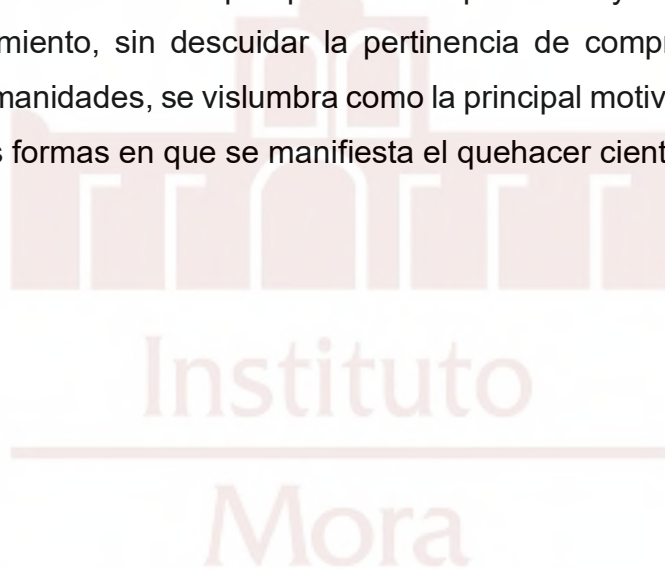 miento, sin descuidar la pertinencia de comp
manidades, se vislumbra como la principal motiv
s formas en que se manifiesta el quehacer cient
Instituto
Mora